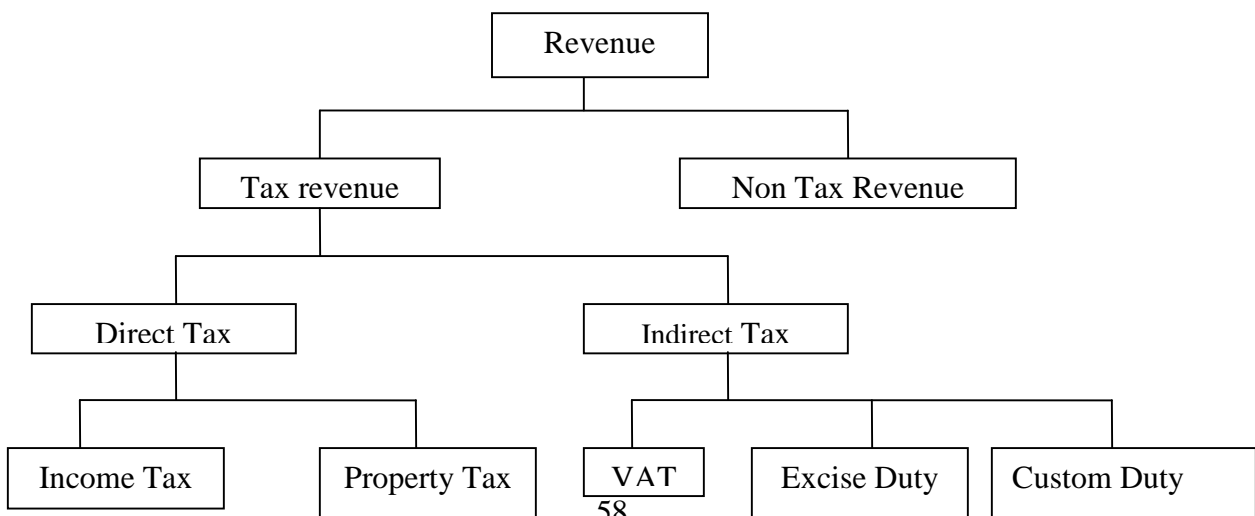 Revenue
Tax revenue
Non Tax Revenue
Direct Tax
Indirect Tax
Income Tax
Property Tax
VAT
Excise Duty
Custom Duty
58